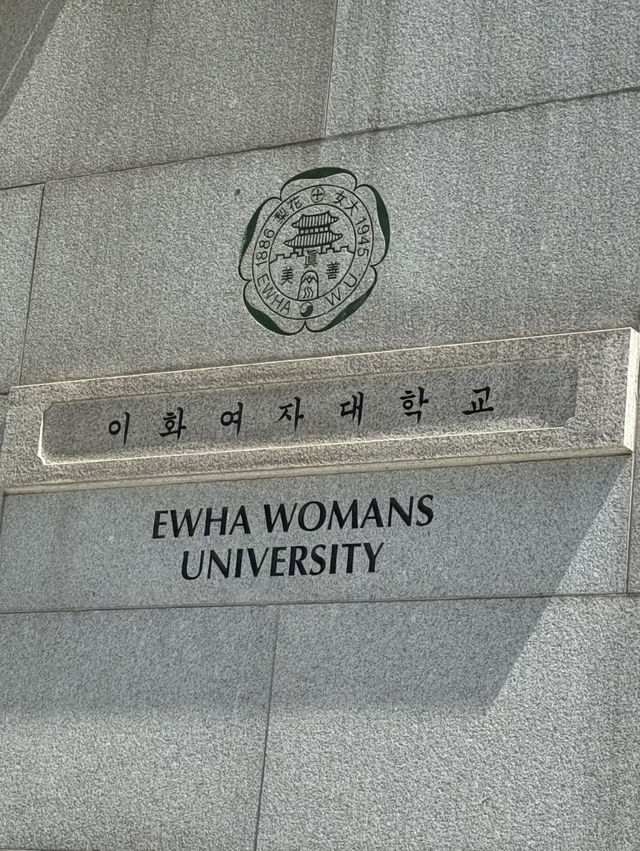 梨花 女大
1886 1945
眞
美 善
EWHA W.U.
이화여자대학교
EWHA WOMANS
UNIVERSITY